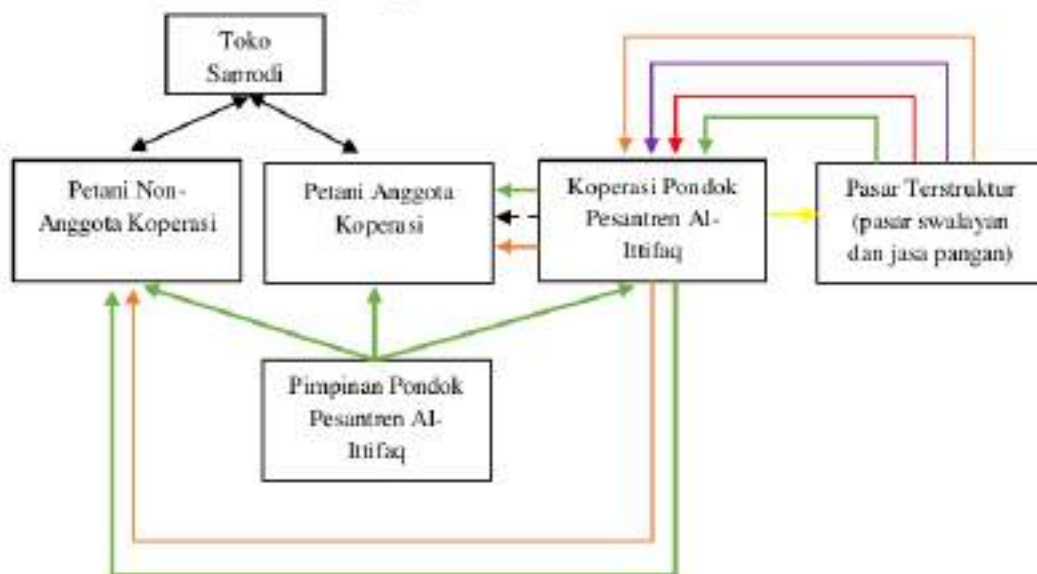 Toko
Saprodi
Petani Non-
Anggota Koperasi
Petani Anggota
Koperasi
Koperasi Pondok
Pesantren Al-
Ittifaq
Pasar Terstruktur
(pasar swalayan
dan jasa pangan)
Pimpinan Pondok
Pesantren Al-
Ittifaq